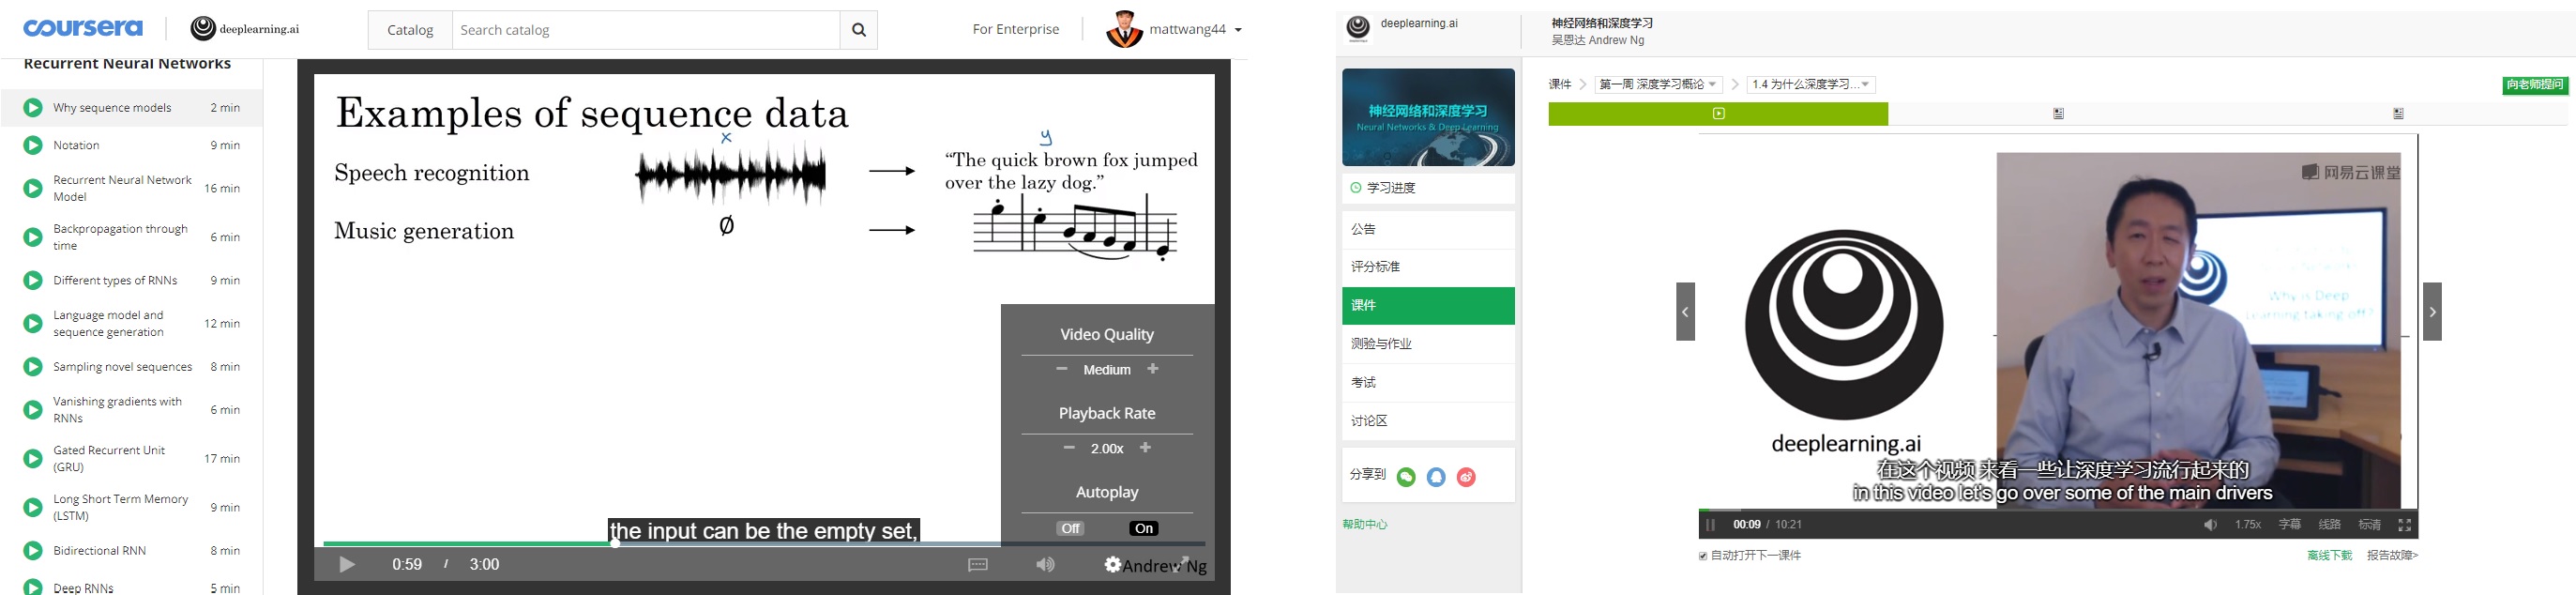 coursera
deeplearning.ai
Catalog
Search catalog
For Enterprise
mattwang44
Recurrent Neural Networks
Why sequence models
2 min
Notation
9 min
Recurrent Neural Network
Model
16 min
Backpropagation through
time
6 min
Different types of RNNs
9 min
Language model and
sequence generation
12 min
Sampling novel sequences
8 min
Vanishing gradients with
RNNs
6 min
Gated Recurrent Unit
(GRU)
17 min
Long Short Term Memory
(LSTM)
9 min
Bidirectional RNN
8 min
Deep RNNs
5 min
Examples of sequence data
x
y
Speech recognition
“The quick brown fox jumped
over the lazy dog.”
Music generation
∅
Video Quality
− Medium +
Playback Rate
− 2.00x +
Autoplay
Off On
the input can be the empty set,
0:59 / 3:00
Andrew Ng
deeplearning.ai
神经网络和深度学习
吴恩达 Andrew Ng
神经网络和深度学习
Neural Networks & Deep Learning
学习进度
公告
评分标准
课件
测验与作业
考试
讨论区
分享到
帮助中心
课件
第一周 深度学习概论
1.4 为什么深度学习...
向老师提问
网易云课堂
Why is Deep
Learning taking off?
deeplearning.ai
在这个视频 来看一些让深度学习流行起来的
in this video let's go over some of the main drivers
00:09 / 10:21
1.75x 字幕 线路 标清
自动打开下一课件
离线下载 报告故障>